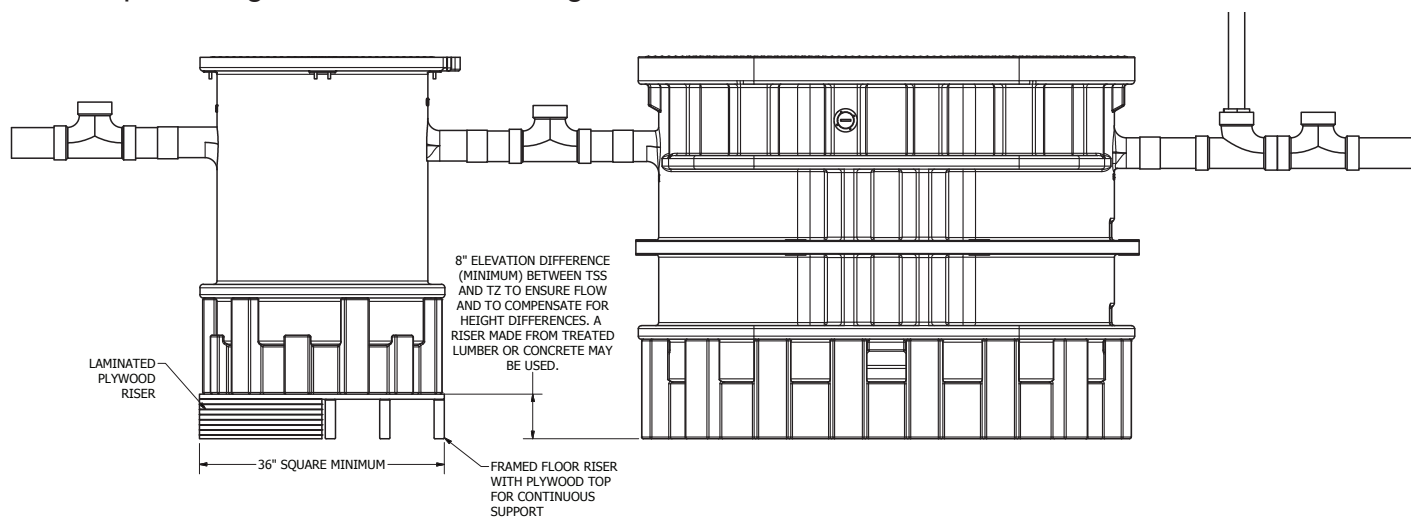 8" ELEVATION DIFFERENCE
(MINIMUM) BETWEEN TSS
AND TZ TO ENSURE FLOW
AND TO COMPENSATE FOR
HEIGHT DIFFERENCES. A
RISER MADE FROM TREATED
LUMBER OR CONCRETE MAY
BE USED.
LAMINATED
PLYWOOD
RISER
36" SQUARE MINIMUM
FRAMED FLOOR RISER
WITH PLYWOOD TOP
FOR CONTINUOUS
SUPPORT